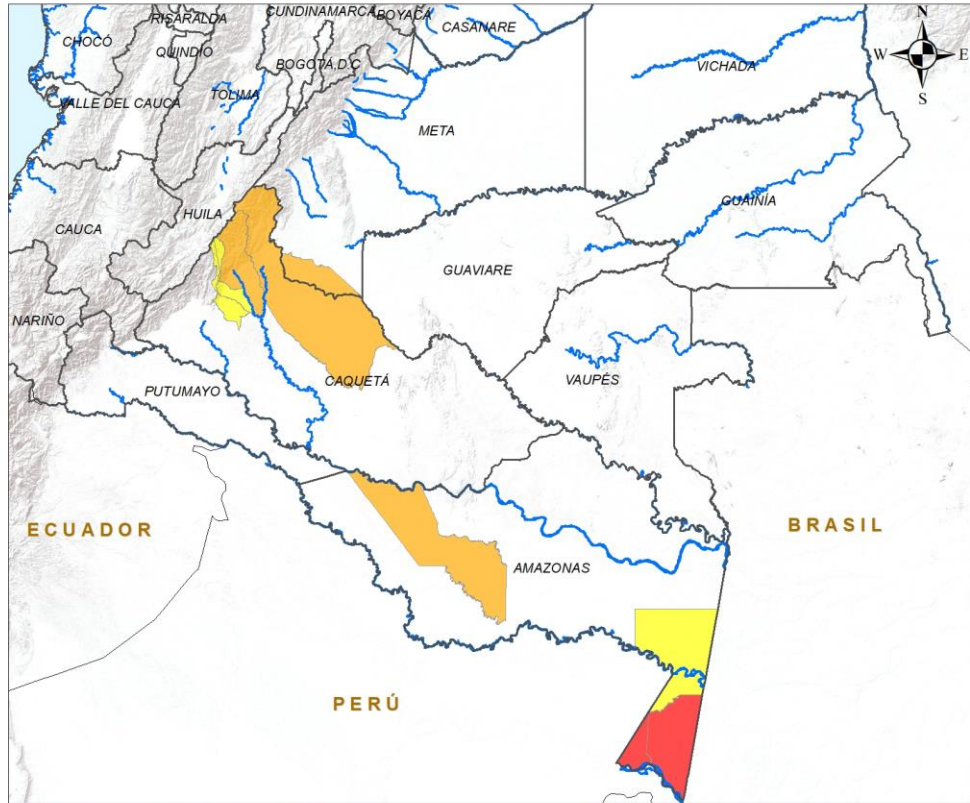 CUNDINAMARCA
BOYACÁ
RISARALDA
CASANARE
N
CHOCÓ
QUINDIO
BOGOTÁ, D.C
VICHADA
W
E
S
VALLE DEL CAUCA
TOLIMA
META
GUAINÍA
HUILA
CAUCA
GUAVIARE
NARIÑO
CAQUETÁ
VAUPÉS
PUTUMAYO
ECUADOR
BRASIL
AMAZONAS
PERÚ